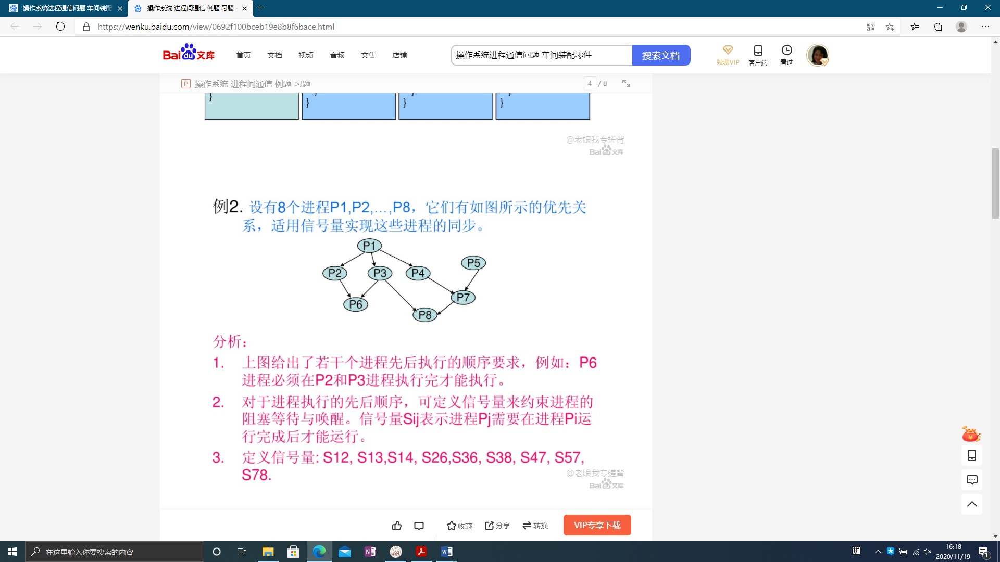 操作系统进程通信问题 车间装配
操作系统 进程间通信 例题 习题
https://wenku.baidu.com/view/0692f100bceb19e8b8f6bace.html
Bai du 文库
首页 文档 视频 音频 文集 店铺
操作系统进程通信问题 车间装配零件
搜索文档
续费VIP 客户端 看过
P 操作系统 进程间通信 例题 习题
4 / 8
} } } }
@老娘我专搓背
Bai du 文库
例2. 设有8个进程P1,P2,…,P8，它们有如图所示的优先关
系，适用信号量实现这些进程的同步。
P1
P5
P2 P3 P4
P7
P6
P8
分析：
1. 上图给出了若干个进程先后执行的顺序要求，例如：P6
进程必须在P2和P3进程执行完才能执行。
2. 对于进程执行的先后顺序，可定义信号量来约束进程的
阻塞等待与唤醒。信号量Sij表示进程Pj需要在进程Pi运
行完成后才能运行。
3. 定义信号量: S12, S13,S14, S26,S36, S38, S47, S57,
S78.
@老娘我专搓背
Bai du 文库
收藏 分享 转换 VIP专享下载
在这里输入你要搜索的内容
拼
16:18
2020/11/19
1